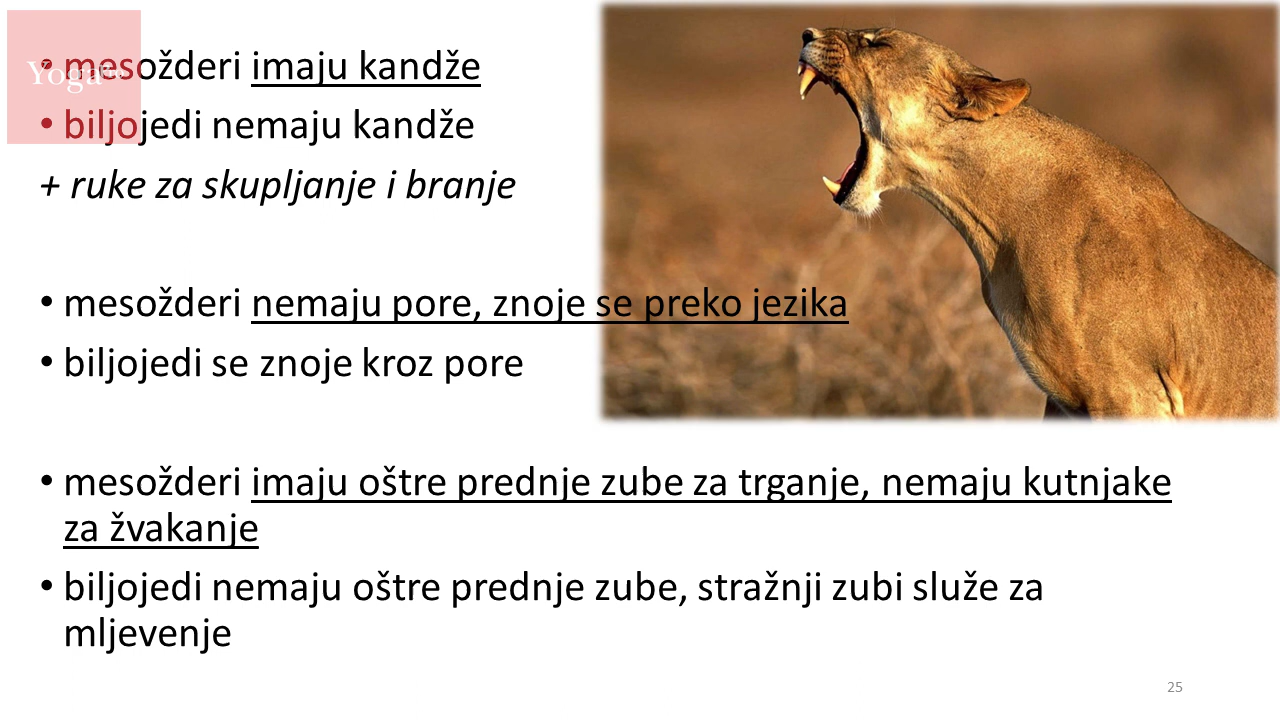 • mesožderi imaju kandže
Yoga
• biljojedi nemaju kandže
+ ruke za skupljanje i branje
• mesožderi nemaju pore, znoje se preko jezika
• biljojedi se znoje kroz pore
• mesožderi imaju oštre prednje zube za trganje, nemaju kutnjake
za žvakanje
• biljojedi nemaju oštre prednje zube, stražnji zubi služe za
mljevenje
25